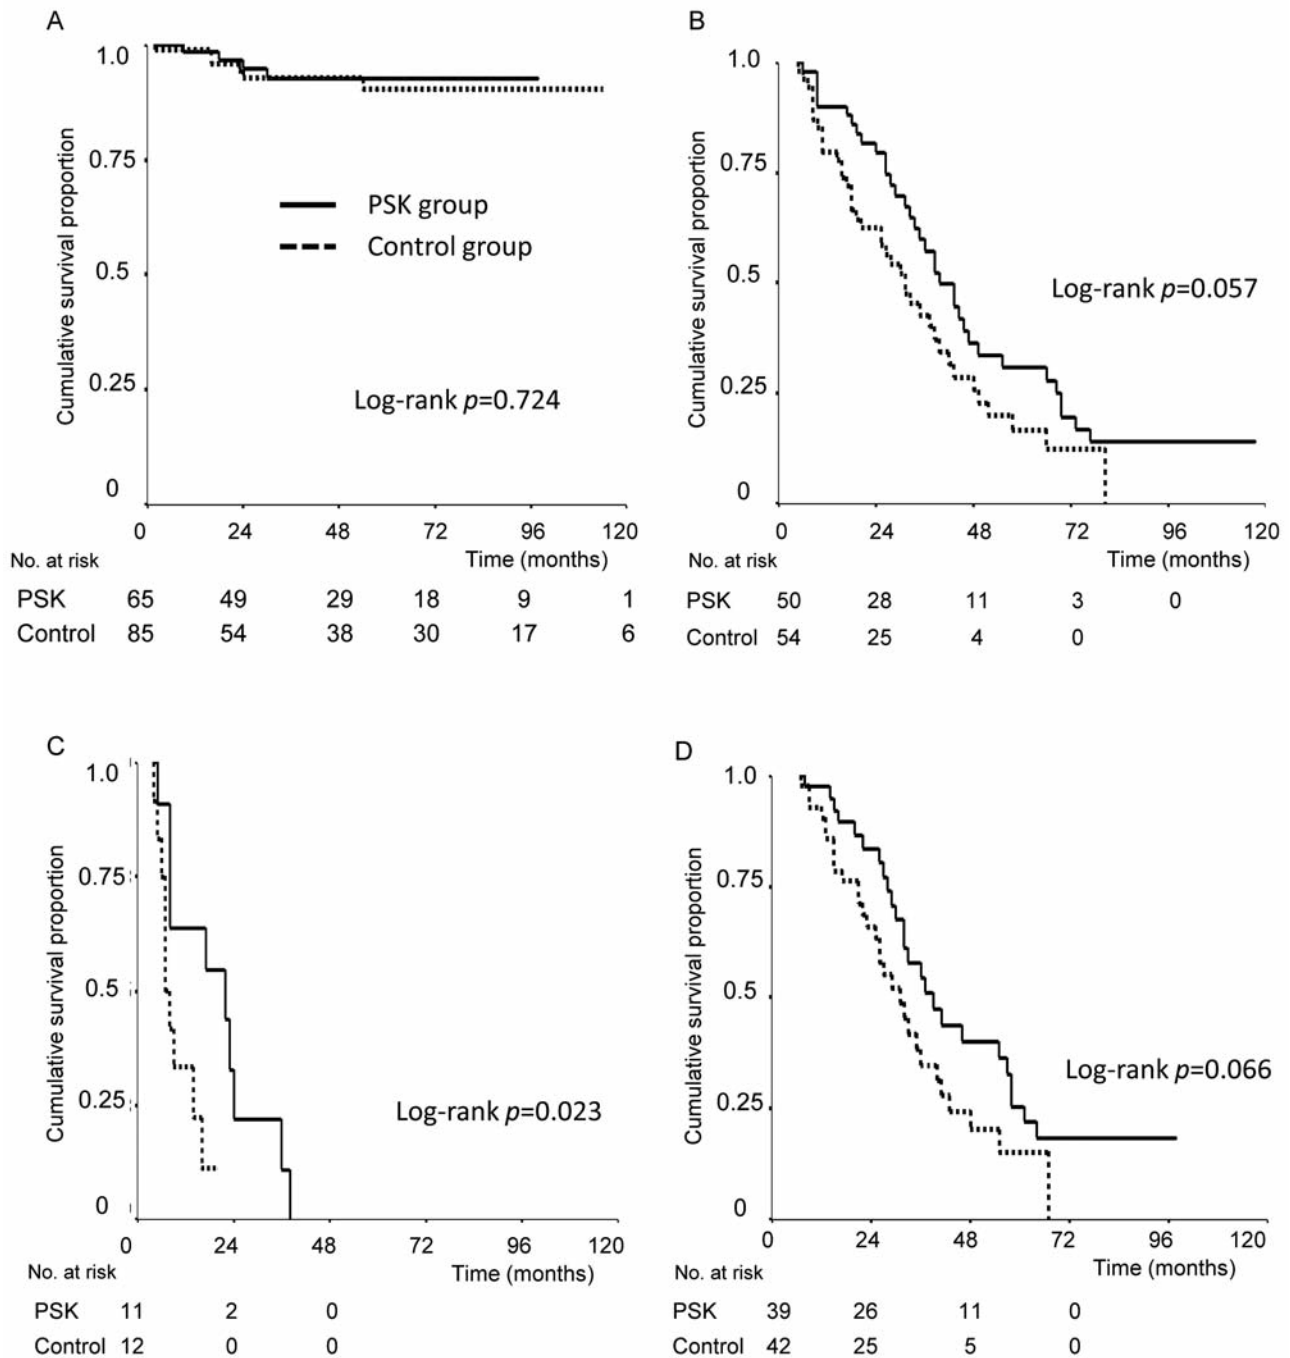 A
Cumulative survival proportion
1.0
0.75
0.5
0.25
0
PSK group
Control group
Log-rank p=0.724
0 24 48 72 96 120
Time (months)
No. at risk
PSK 65 49 29 18 9 1
Control 85 54 38 30 17 6
B
Cumulative survival proportion
1.0
0.75
0.5
0.25
0
Log-rank p=0.057
0 24 48 72 96 120
Time (months)
No. at risk
PSK 50 28 11 3 0
Control 54 25 4 0
C
Cumulative survival proportion
1.0
0.75
0.5
0.25
0
Log-rank p=0.023
0 24 48 72 96 120
Time (months)
No. at risk
PSK 11 2 0
Control 12 0 0
D
Cumulative survival proportion
1.0
0.75
0.5
0.25
0
Log-rank p=0.066
0 24 48 72 96 120
Time (months)
No. at risk
PSK 39 26 11 0
Control 42 25 5 0